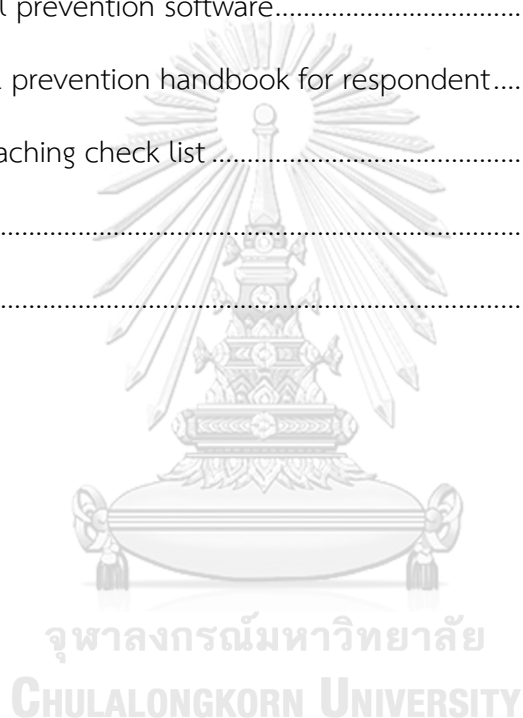 prevention software................................
prevention handbook for respondent....
aching check list ........................................
.....................................................................
.....................................................................
จุฬาลงกรณ์มหาวิทยาลัย
CHULALONGKORN UNIVERSITY